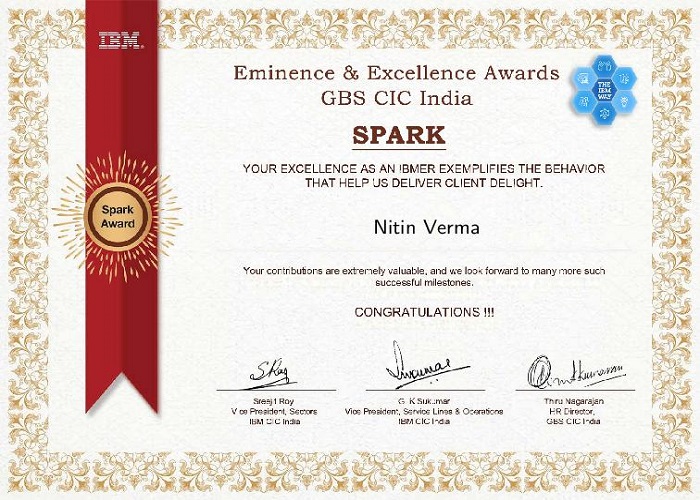 IBM.
Eminence & Excellence Awards
GBS CIC India
THE
IBM
WAY
SPARK
YOUR EXCELLENCE AS AN IBMER EXEMPLIFIES THE BEHAVIOR
THAT HELP US DELIVER CLIENT DELIGHT.
Spark
Award
Nitin Verma
Your contributions are extremely valuable, and we look forward to many more such
successful milestones.
CONGRATULATIONS !!!
Sreejit Roy
Vice President, Sectors
IBM CIC India
G K Sukumar
Vice President, Service Lines & Operations
IBM CIC India
Thiru Nagarajan
HR Director,
GBS CIC India